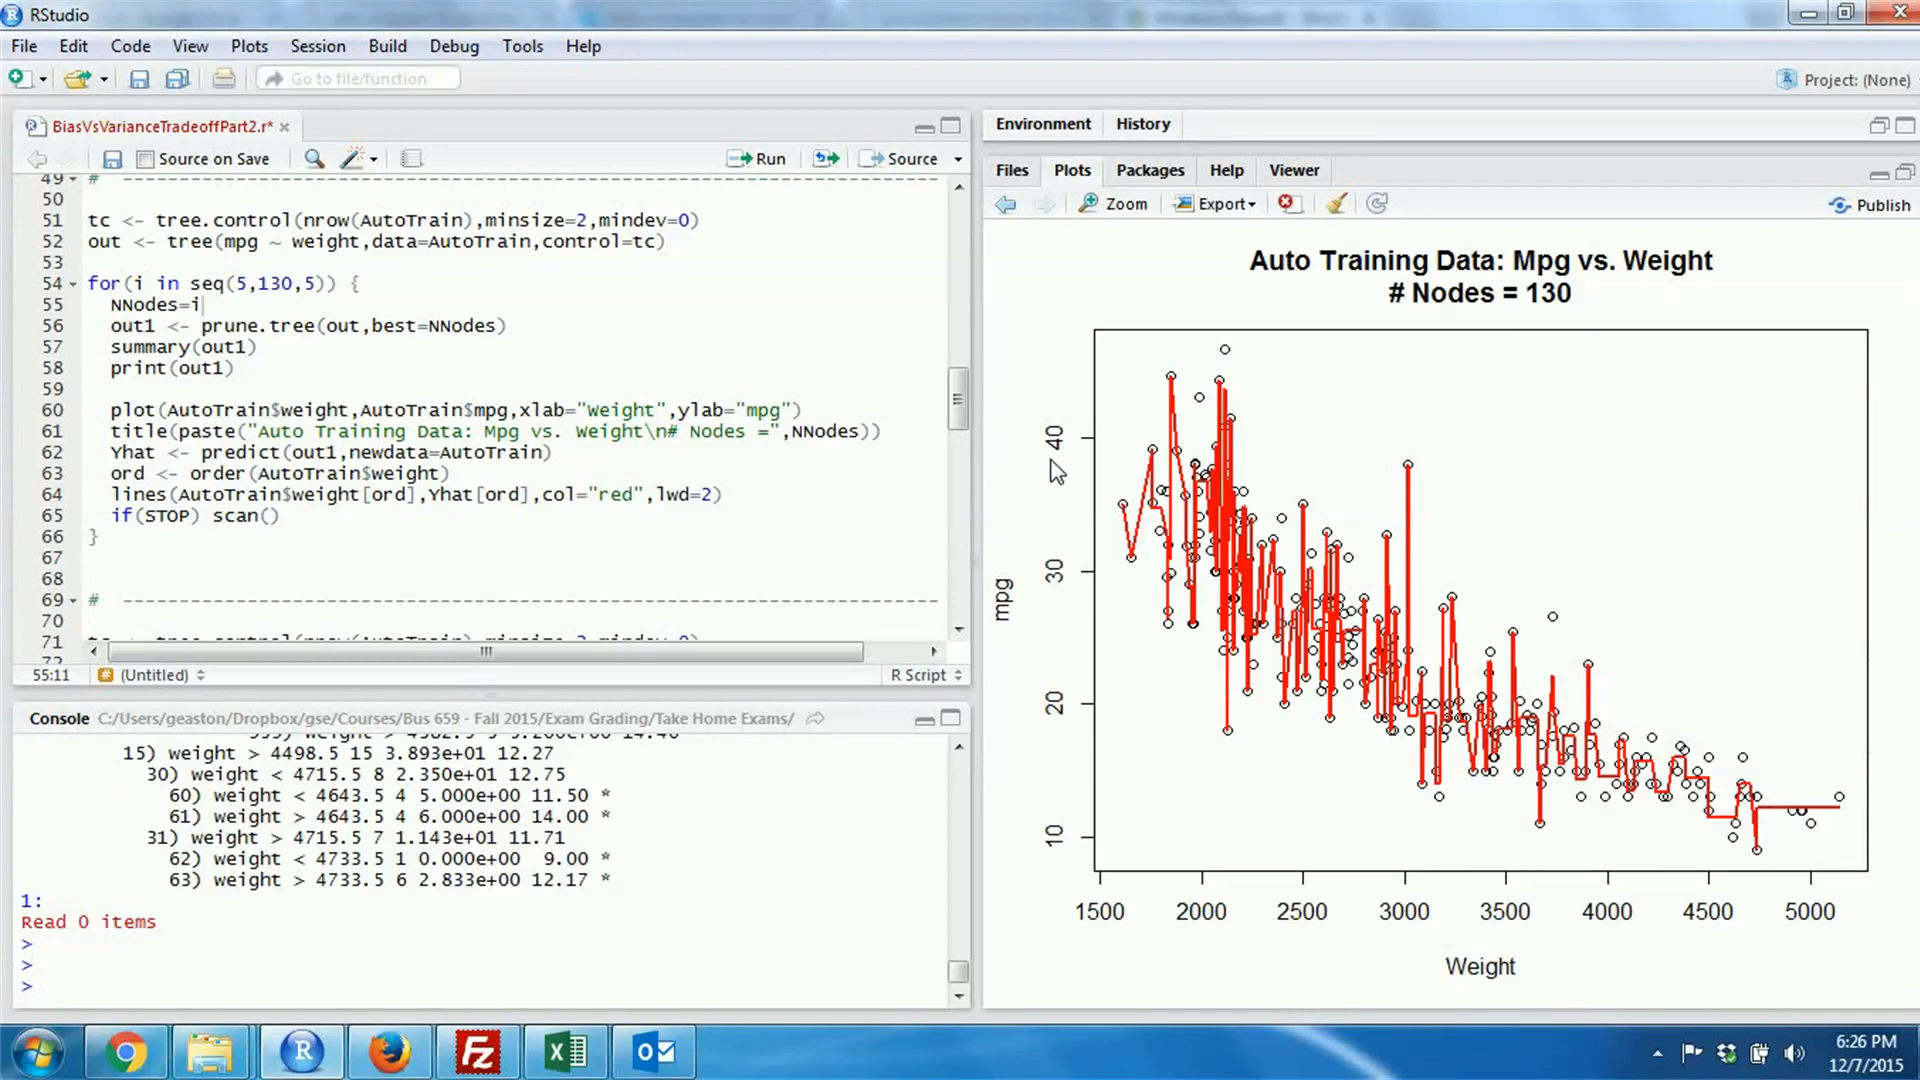 RStudio
File Edit Code View Plots Session Build Debug Tools Help
Go to file/function
Project: (None)
BiasVsVarianceTradeoffPart2.r*
Source on Save
Run
Source
49 # ------------------------------------------------------------------------
50
51 tc <- tree.control(nrow(AutoTrain),minsize=2,mindev=0)
52 out <- tree(mpg ~ weight,data=AutoTrain,control=tc)
53
54 for(i in seq(5,130,5)) {
55 NNodes=i
56 out1 <- prune.tree(out,best=NNodes)
57 summary(out1)
58 print(out1)
59
60 plot(AutoTrain$weight,AutoTrain$mpg,xlab="Weight",ylab="mpg")
61 title(paste("Auto Training Data: Mpg vs. Weight\n# Nodes =",NNodes))
62 Yhat <- predict(out1,newdata=AutoTrain)
63 ord <- order(AutoTrain$weight)
64 lines(AutoTrain$weight[ord],Yhat[ord],col="red",lwd=2)
65 if(STOP) scan()
66 }
67
68
69 # ------------------------------------------------------------------------
70
71
55:11 (Untitled) R Script
Console C:/Users/geaston/Dropbox/gse/Courses/Bus 659 - Fall 2015/Exam Grading/Take Home Exams/
15) weight > 4498.5 15 3.893e+01 12.27
30) weight < 4715.5 8 2.350e+01 12.75
60) weight < 4643.5 4 5.000e+00 11.50 *
61) weight > 4643.5 4 6.000e+00 14.00 *
31) weight > 4715.5 7 1.143e+01 11.71
62) weight < 4733.5 1 0.000e+00 9.00 *
63) weight > 4733.5 6 2.833e+00 12.17 *
1:
Read 0 items
>
>
>
Environment History
Files Plots Packages Help Viewer
Zoom Export Publish
Auto Training Data: Mpg vs. Weight
# Nodes = 130
mpg
40
30
20
10
1500 2000 2500 3000 3500 4000 4500 5000
Weight
6:26 PM
12/7/2015